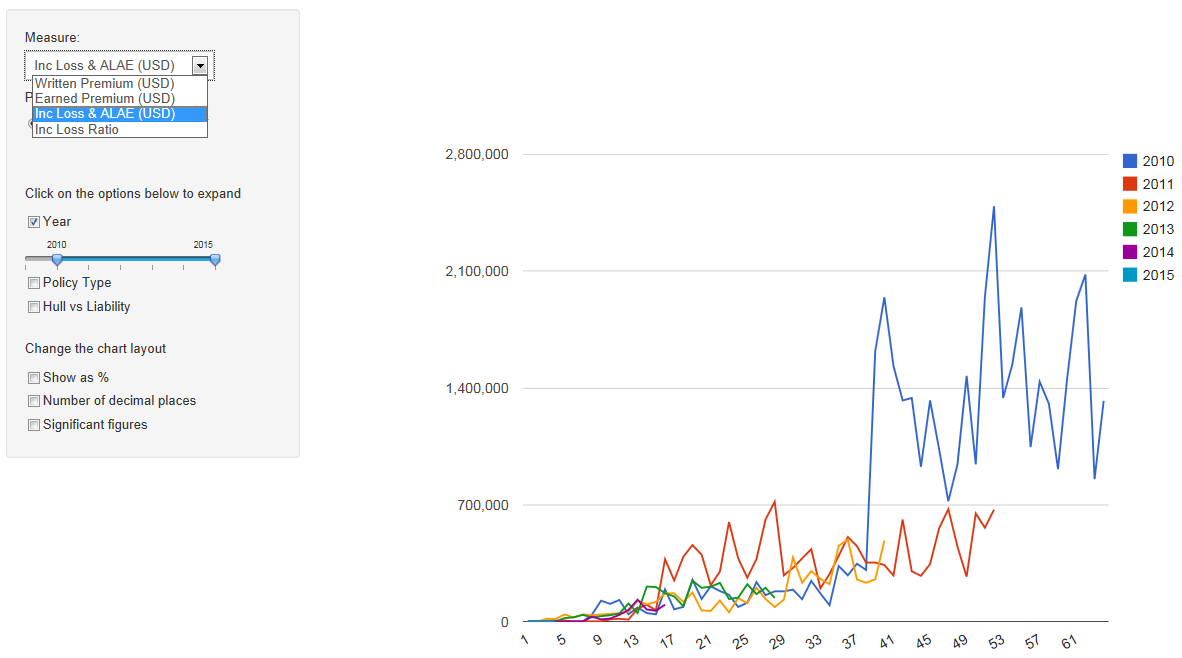 Measure:
Inc Loss & ALAE (USD)
Written Premium (USD)
Earned Premium (USD)
Inc Loss & ALAE (USD)
Inc Loss Ratio
Click on the options below to expand
Year
2010 2015
Policy Type
Hull vs Liability
Change the chart layout
Show as %
Number of decimal places
Significant figures
2,800,000
2,100,000
1,400,000
700,000
0
1 5 9 13 17 21 25 29 33 37 41 45 49 53 57 61
2010
2011
2012
2013
2014
2015